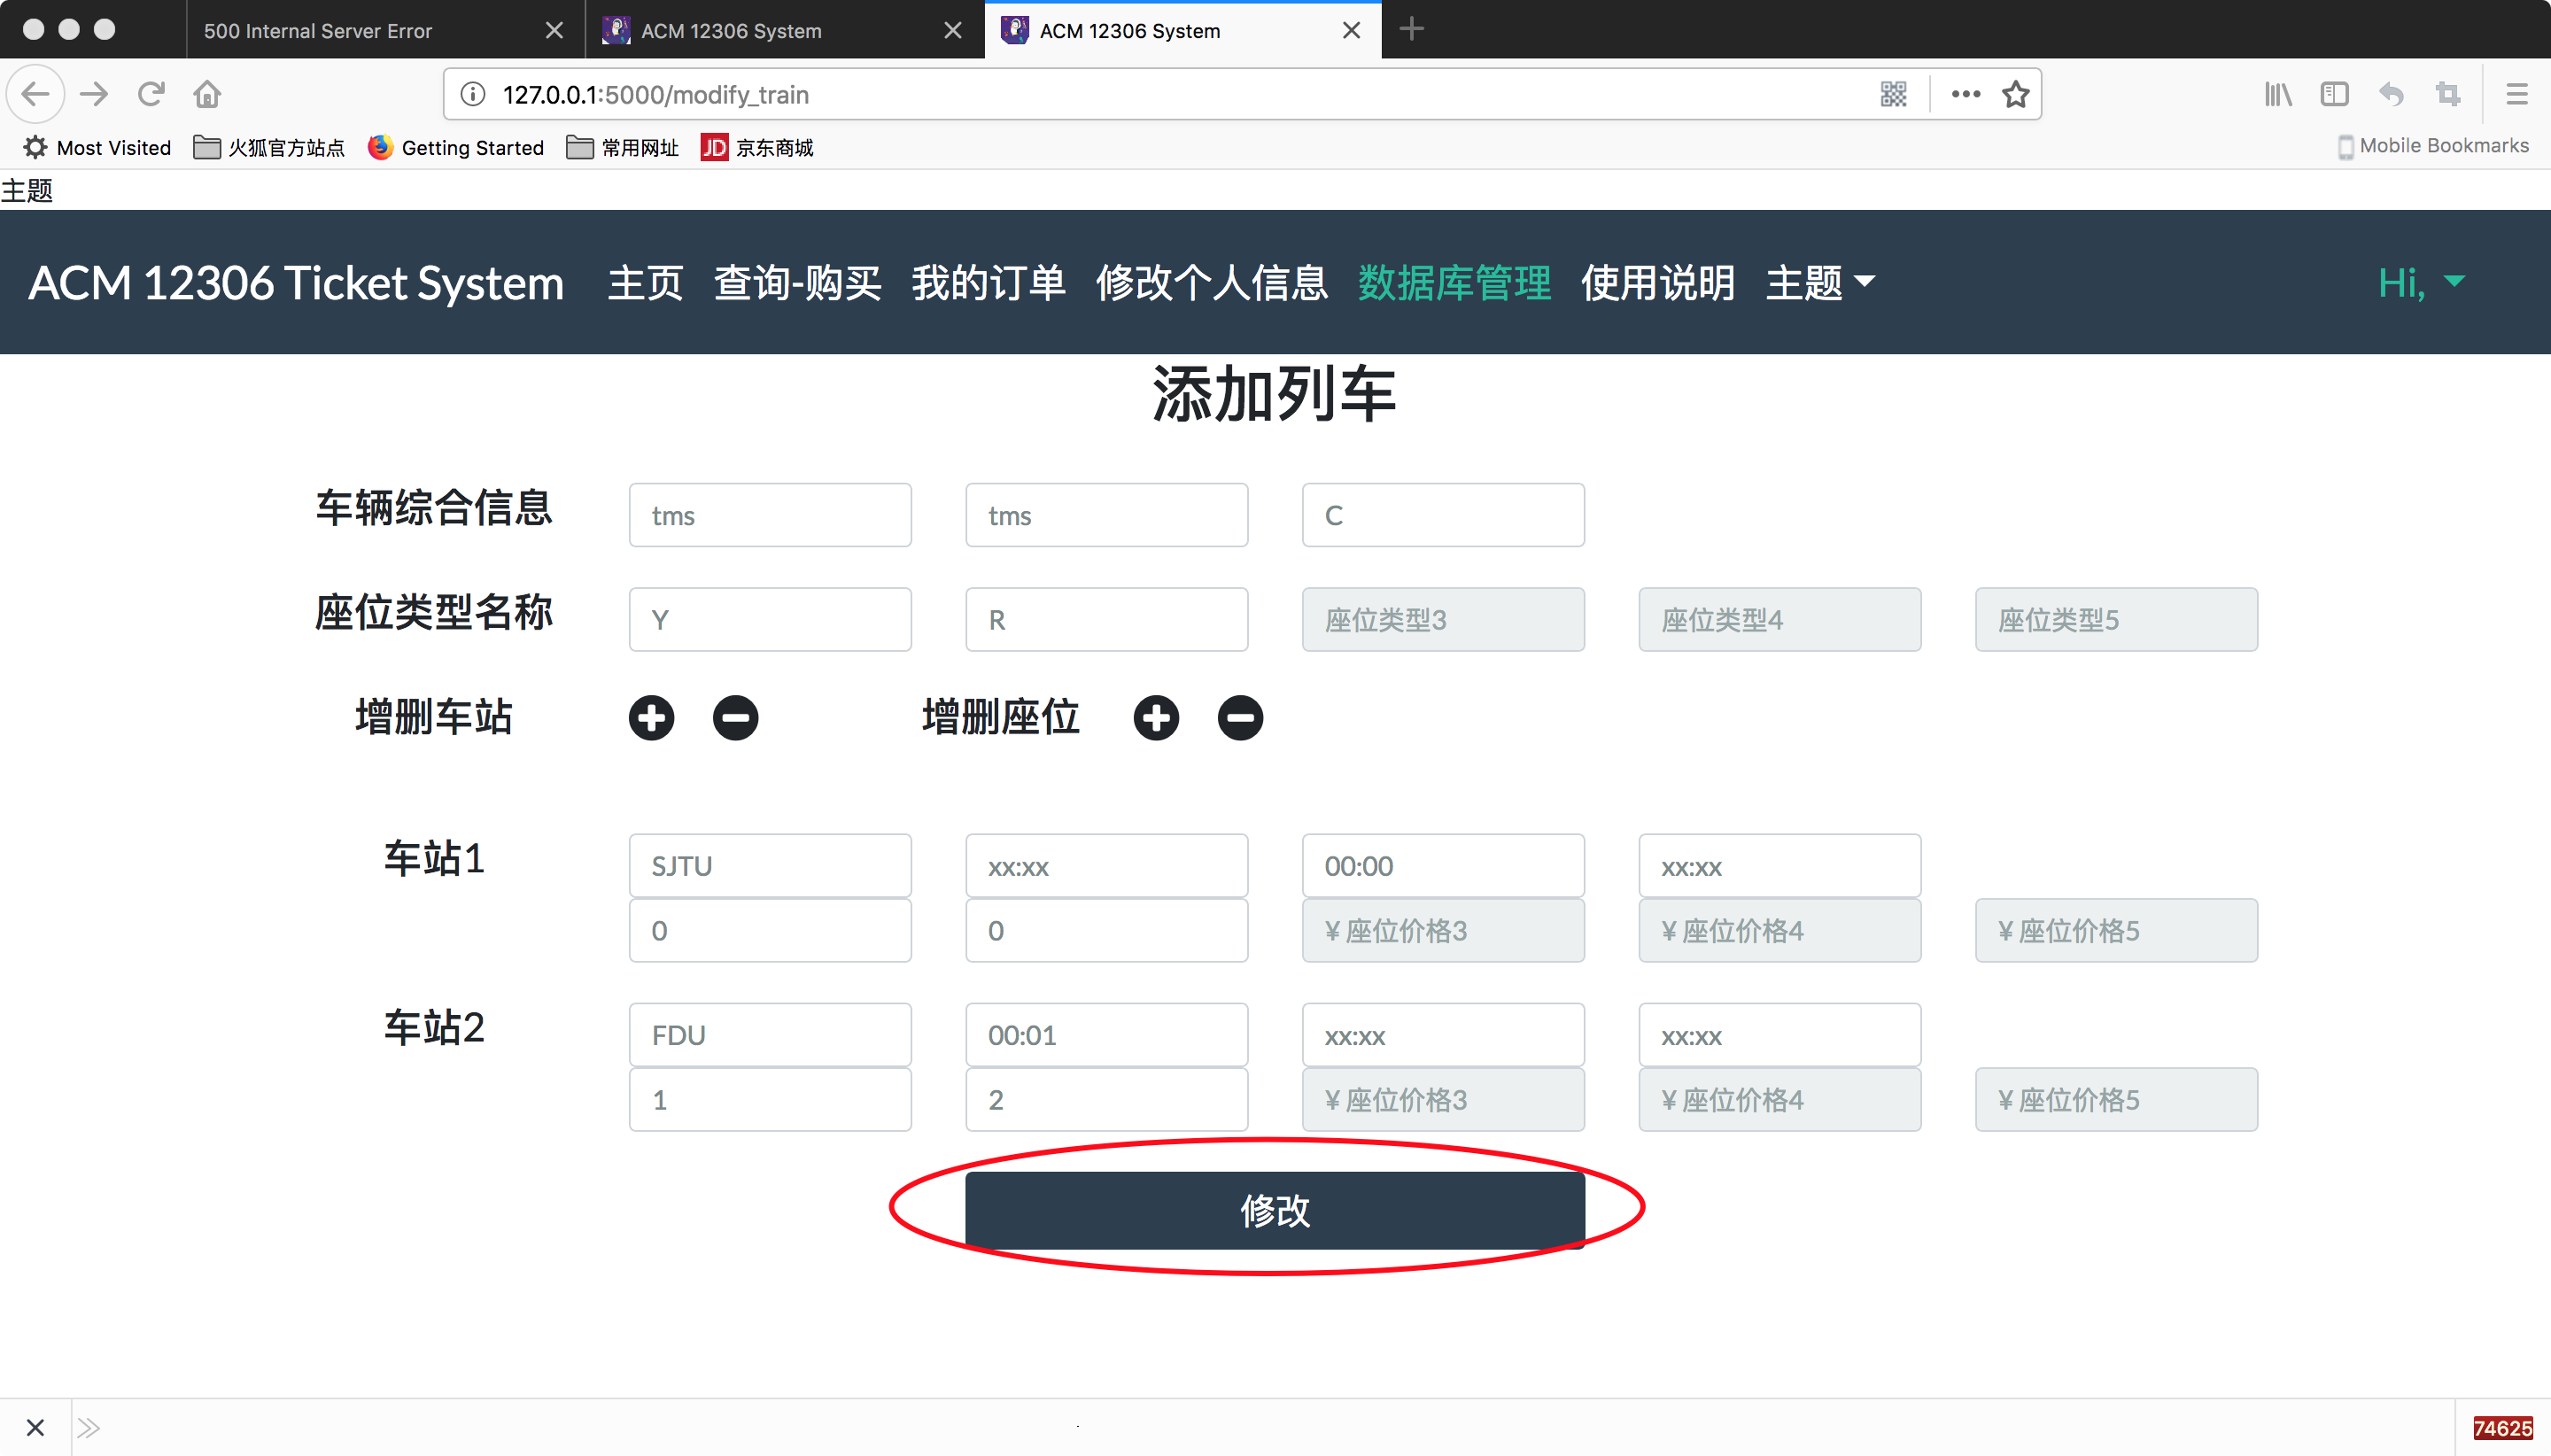 500 Internal Server Error
ACM 12306 System
ACM 12306 System
127.0.0.1:5000/modify_train
Most Visited 火狐官方站点 Getting Started 常用网址 JD 京东商城 Mobile Bookmarks
主题
ACM 12306 Ticket System 主页 查询-购买 我的订单 修改个人信息 数据库管理 使用说明 主题 Hi,
添加列车
车辆综合信息 tms tms C
座位类型名称 Y R 座位类型3 座位类型4 座位类型5
增删车站 增删座位
车站1 SJTU xx:xx 00:00 xx:xx
0 0 ¥ 座位价格3 ¥ 座位价格4 ¥ 座位价格5
车站2 FDU 00:01 xx:xx xx:xx
1 2 ¥ 座位价格3 ¥ 座位价格4 ¥ 座位价格5
修改
74625